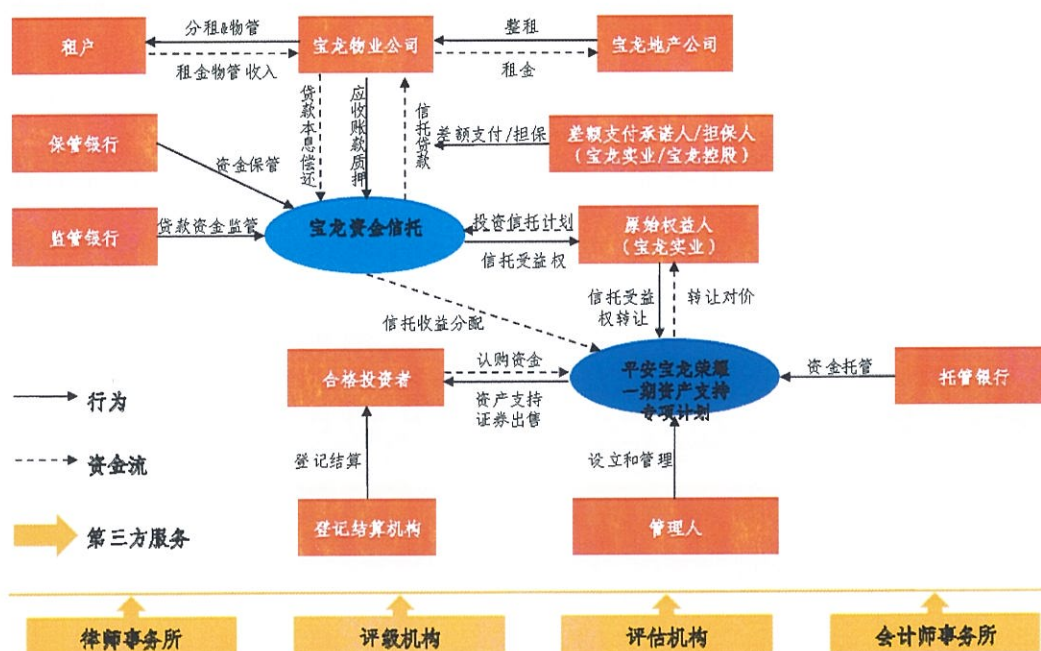 分租&物管
整租
租户
宝龙物业公司
宝龙地产公司
租金物管收入
租金
贷款本息偿还
应收账款质押
信托贷款
差额支付/担保
差额支付承诺人/担保人
（宝龙实业/宝龙控股）
保管银行
资金保管
监管银行
贷款资金监管
宝龙资金信托
投资信托计划
信托受益权
原始权益人
（宝龙实业）
信托受益
权转让
转让对价
信托收益分配
合格投资者
认购资金
资产支持
证券出售
平安宝龙荣耀
一期资产支持
专项计划
资金托管
托管银行
行为
资金流
第三方服务
登记结算
设立和管理
登记结算机构
管理人
律师事务所
评级机构
评估机构
会计师事务所